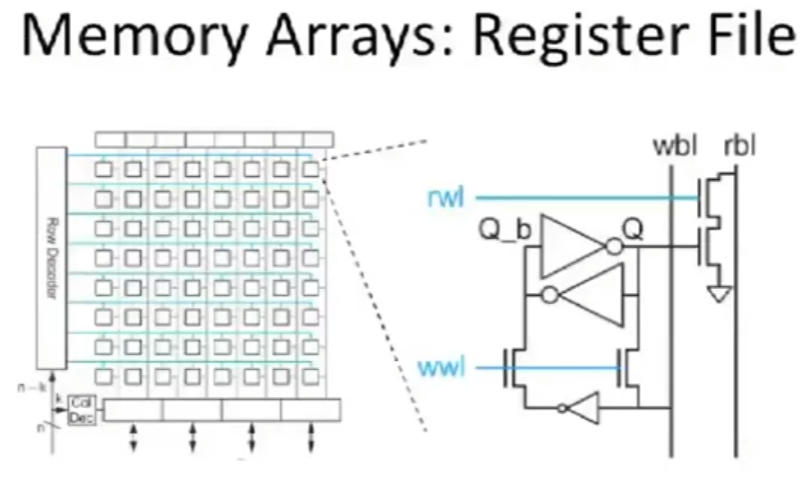 Memory Arrays: Register File
wbl rbl
rwl
Q_b Q
Row Decoder
wwl
n-k
k
Col
Dec
n